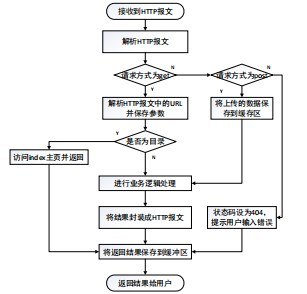 接收到HTTP报文
解析HTTP报文
请求方式为get
N
请求方式为post
N
Y
Y
解析HTTP报文中的URL
并保存参数
将上传的数据保
存到缓存区
Y
是否为目录
N
访问index主页并返回
进行业务逻辑处理
将结果封装成HTTP报文
状态码设为404，
提示用户输入错误
将返回结果保存到缓冲区
返回结果给用户